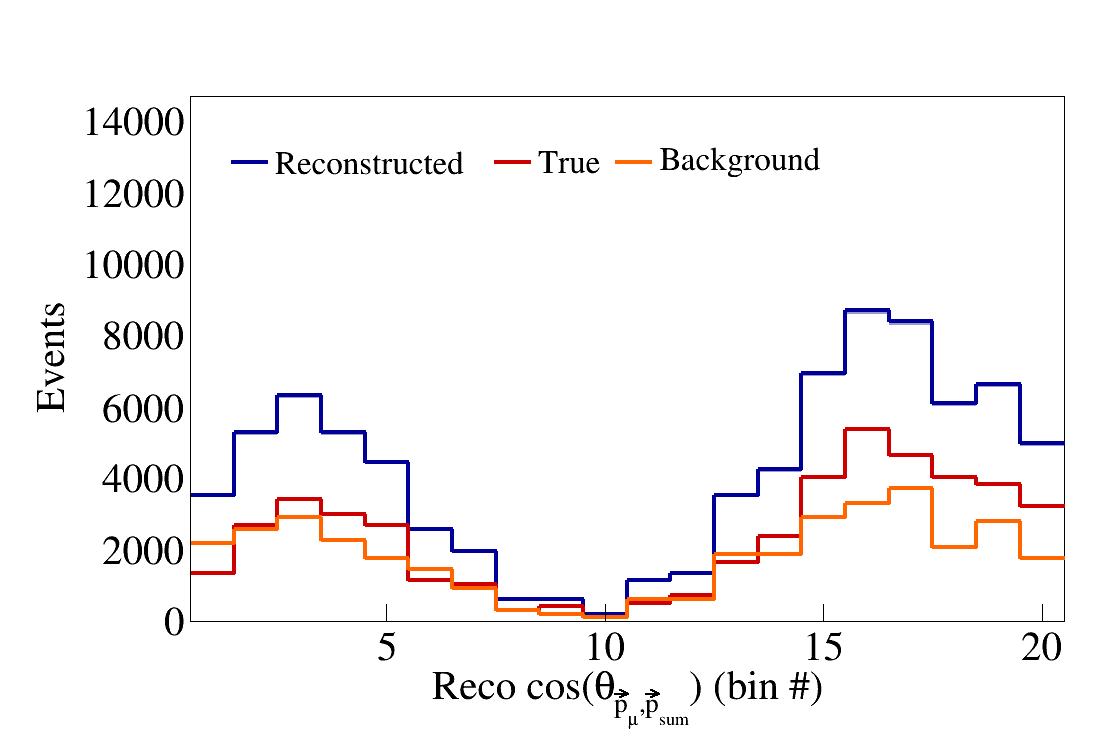 14000
12000
10000
8000
6000
4000
2000
0
Events
Reconstructed True Background
5 10 15 20
Reco cos(θ p⃗μ,p⃗sum) (bin #)